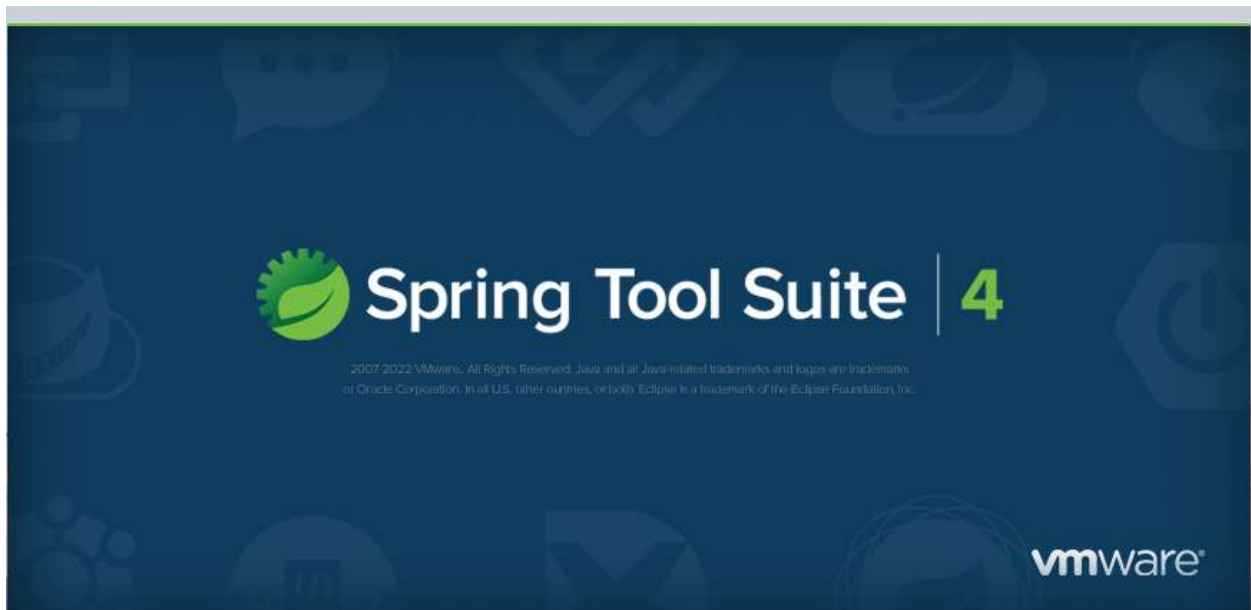 Spring Tool Suite | 4
2007-2022 VMware. All Rights Reserved. Java and all Java-related trademarks and logos are trademarks
or Oracle Corporation. In all U.S. other ountries, or both. Eclipse is a trademark of the Eclipse Foundation, Inc.
vmware®